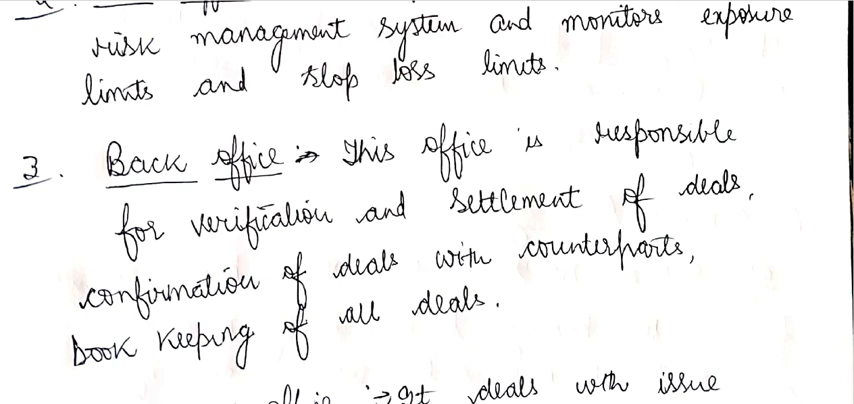 risk management system and monitors exposure
limits and stop loss limits.
3. Back office :→ This office is responsible
for verification and settlement of deals,
confirmation of deals with counterparts,
book keeping of all deals.
:→ It deals with issue